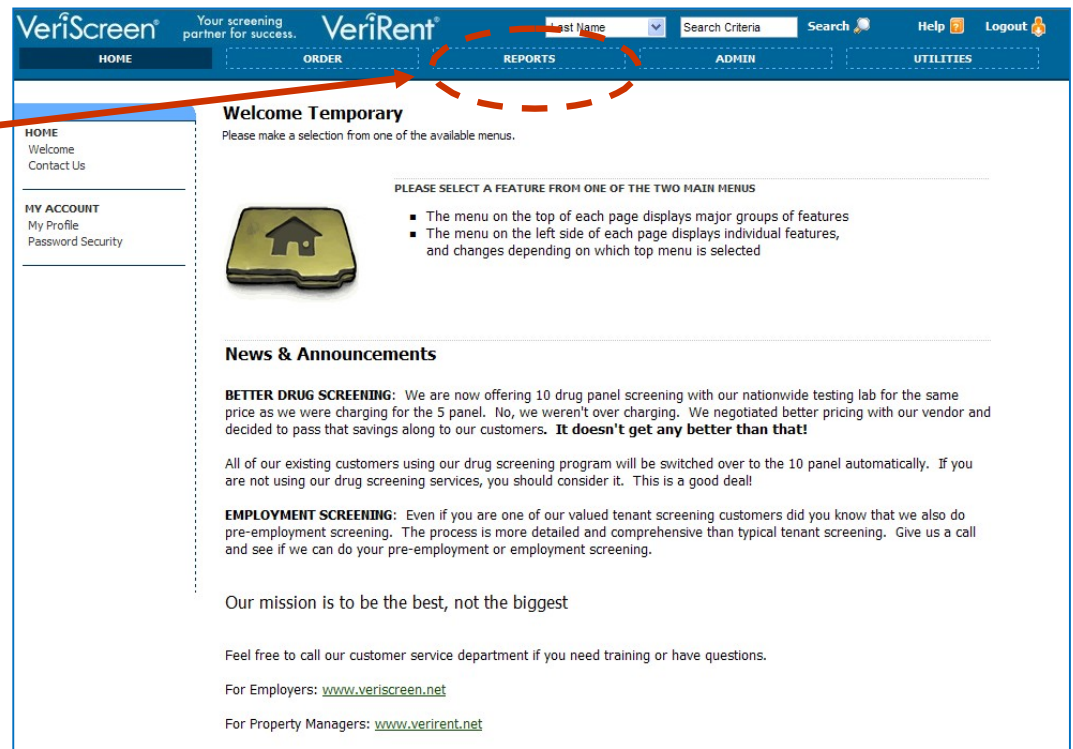 VeriScreen® Your screening partner for success. VeriRent® Last Name Search Criteria Search Help Logout
HOME ORDER REPORTS ADMIN UTILITIES
HOME
Welcome
Contact Us
MY ACCOUNT
My Profile
Password Security
Welcome Temporary
Please make a selection from one of the available menus.
PLEASE SELECT A FEATURE FROM ONE OF THE TWO MAIN MENUS
▪ The menu on the top of each page displays major groups of features
▪ The menu on the left side of each page displays individual features,
and changes depending on which top menu is selected
News & Announcements
BETTER DRUG SCREENING: We are now offering 10 drug panel screening with our nationwide testing lab for the same
price as we were charging for the 5 panel. No, we weren't over charging. We negotiated better pricing with our vendor and
decided to pass that savings along to our customers. It doesn't get any better than that!
All of our existing customers using our drug screening program will be switched over to the 10 panel automatically. If you
are not using our drug screening services, you should consider it. This is a good deal!
EMPLOYMENT SCREENING: Even if you are one of our valued tenant screening customers did you know that we also do
pre-employment screening. The process is more detailed and comprehensive than typical tenant screening. Give us a call
and see if we can do your pre-employment or employment screening.
Our mission is to be the best, not the biggest
Feel free to call our customer service department if you need training or have questions.
For Employers: www.veriscreen.net
For Property Managers: www.verirent.net